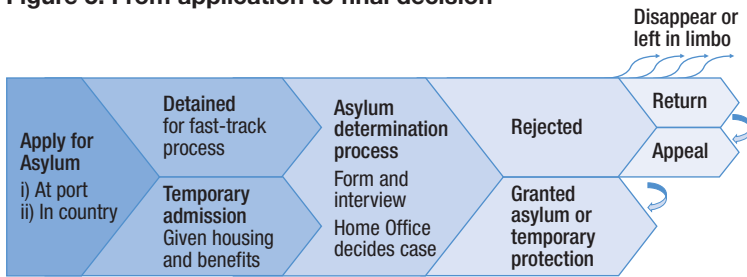 Figure 3. From application to final decision
Disappear or
left in limbo
Apply for
Asylum
i) At port
ii) In country
Detained
for fast-track
process
Temporary
admission
Given housing
and benefits
Asylum
determination
process
Form and
interview
Home Office
decides case
Rejected
Granted
asylum or
temporary
protection
Return
Appeal